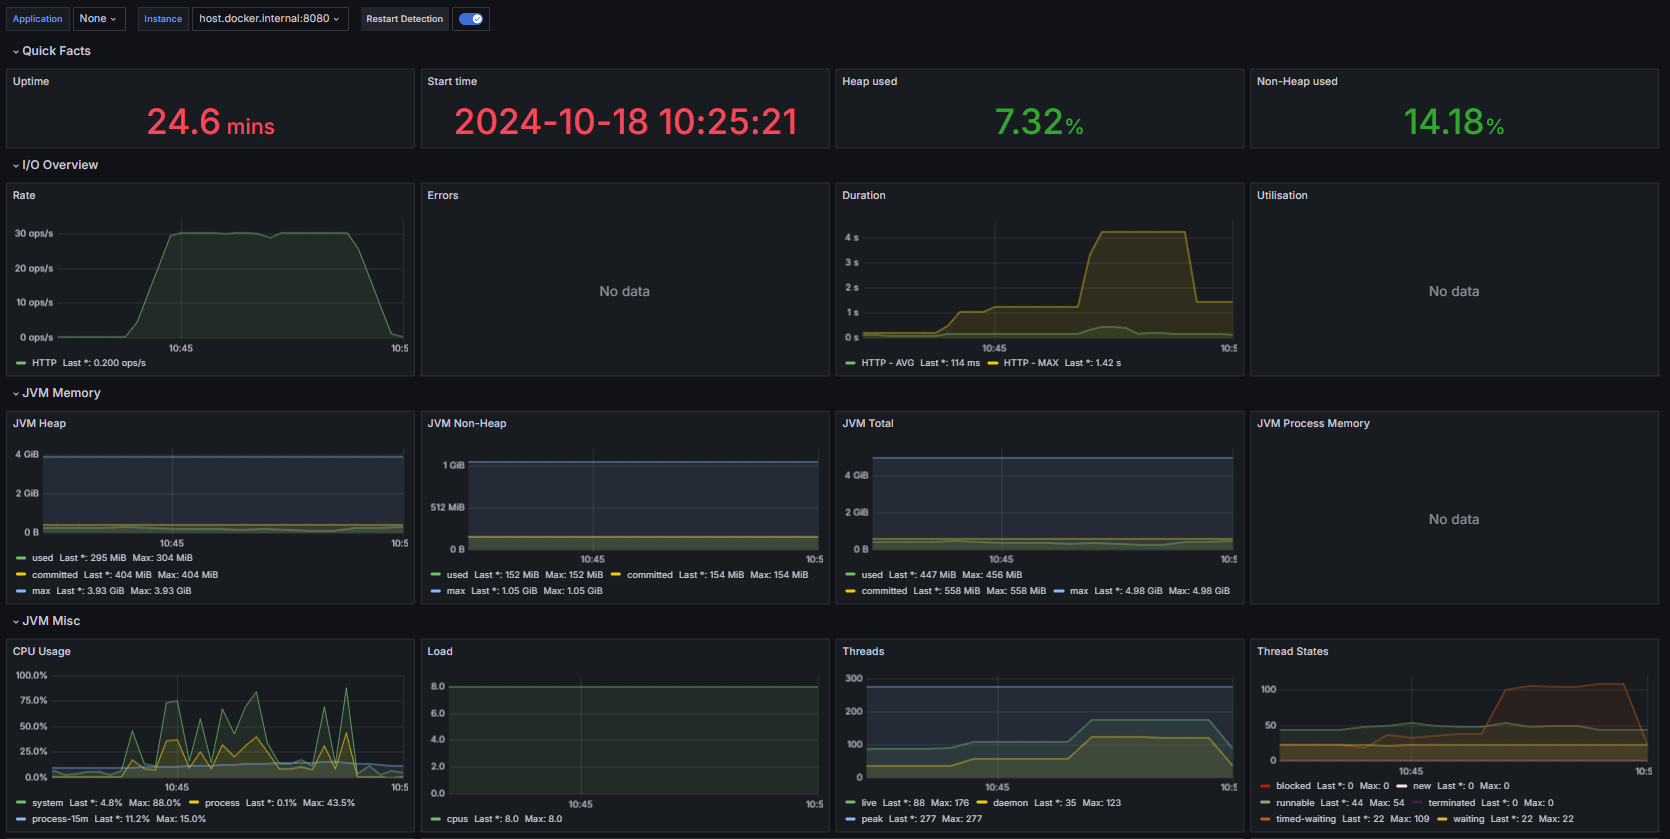 Application None Instance host.docker.internal:8080 Restart Detection
Quick Facts
Uptime
24.6 mins
Start time
2024-10-18 10:25:21
Heap used
7.32%
Non-Heap used
14.18%
I/O Overview
Rate
30 ops/s
20 ops/s
10 ops/s
0 ops/s
10:45 10:5
HTTP Last *: 0.200 ops/s
Errors
No data
Duration
4 s
3 s
2 s
1 s
0 s
10:45 10:5
HTTP - AVG Last *: 114 ms HTTP - MAX Last *: 1.42 s
Utilisation
No data
JVM Memory
JVM Heap
4 GiB
2 GiB
0 B
10:45 10:5
used Last *: 295 MiB Max: 304 MiB
committed Last *: 404 MiB Max: 404 MiB
max Last *: 3.93 GiB Max: 3.93 GiB
JVM Non-Heap
1 GiB
512 MiB
0 B
10:45 10:5
used Last *: 152 MiB Max: 152 MiB committed Last *: 154 MiB Max: 154 MiB
max Last *: 1.05 GiB Max: 1.05 GiB
JVM Total
4 GiB
2 GiB
0 B
10:45 10:5
used Last *: 447 MiB Max: 456 MiB
committed Last *: 558 MiB Max: 558 MiB max Last *: 4.98 GiB Max: 4.98 GiB
JVM Process Memory
No data
JVM Misc
CPU Usage
100.0%
75.0%
50.0%
25.0%
0.0%
10:45 10:5
system Last *: 4.8% Max: 88.0% process Last *: 0.1% Max: 43.5%
process-15m Last *: 11.2% Max: 15.0%
Load
8.0
6.0
4.0
2.0
0.0
10:45 10:5
cpus Last *: 8.0 Max: 8.0
Threads
300
200
100
0
10:45 10:5
live Last *: 88 Max: 176 daemon Last *: 35 Max: 123
peak Last *: 277 Max: 277
Thread States
100
50
0
10:45 10:5
blocked Last *: 0 Max: 0 new Last *: 0 Max: 0
runnable Last *: 44 Max: 54 terminated Last *: 0 Max: 0
timed-waiting Last *: 22 Max: 109 waiting Last *: 22 Max: 22